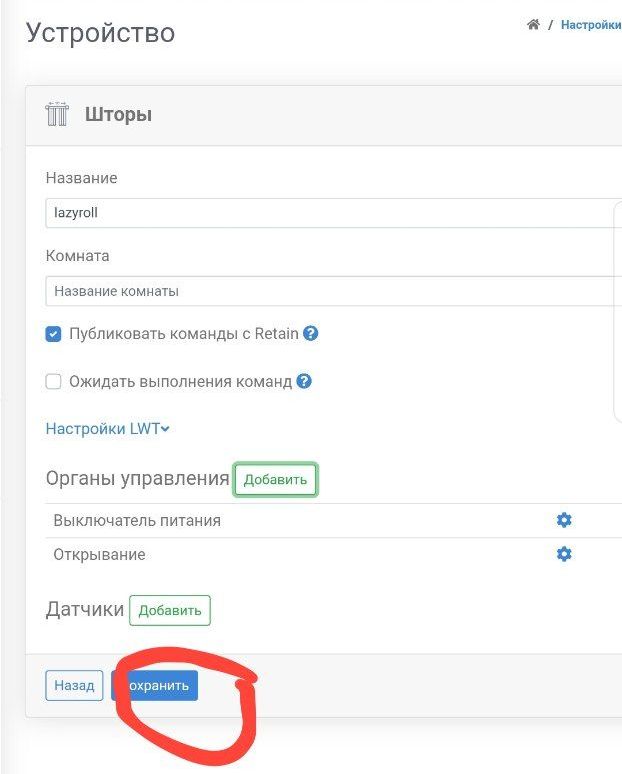 Устройство
/ Настройки
Шторы
Название
lazyroll
Комната
Название комнаты
Публиковать команды с Retain
Ожидать выполнения команд
Настройки LWT
Органы управления Добавить
Выключатель питания
Открывание
Датчики Добавить
Назад охранить